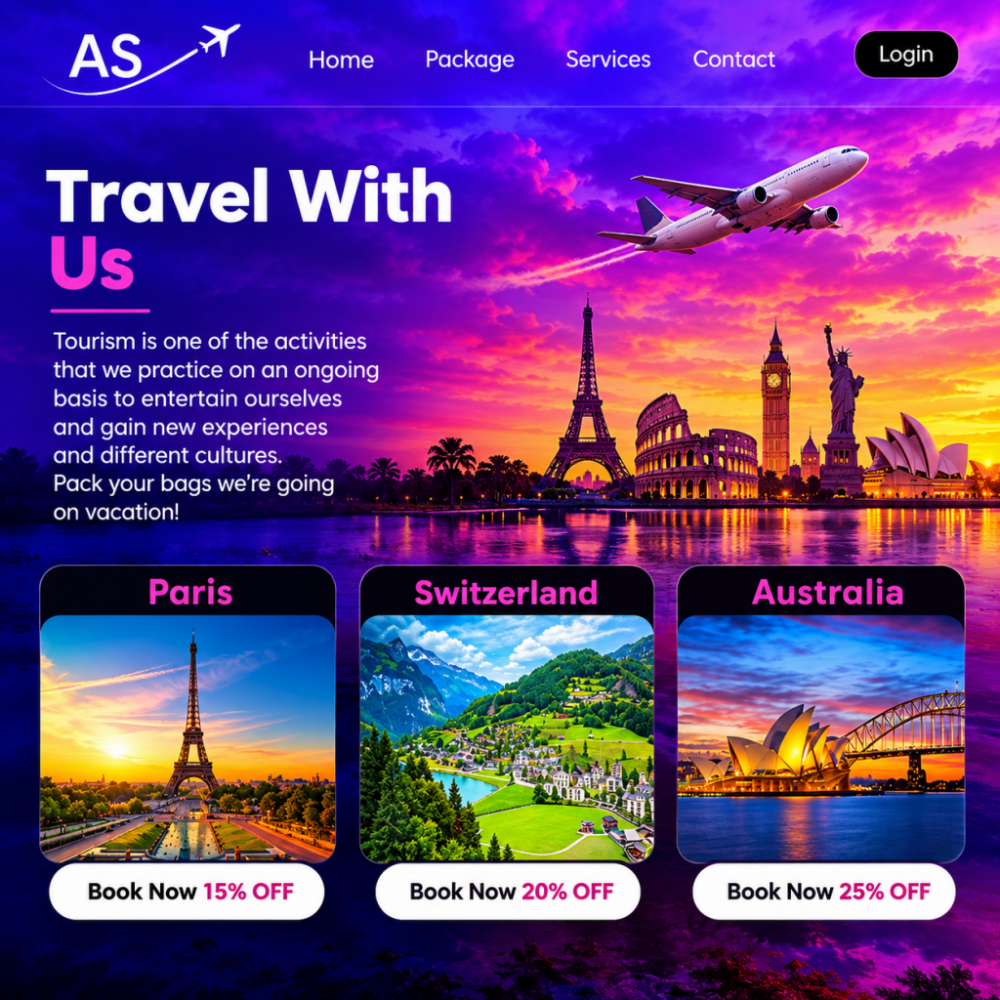 AS
Home Package Services Contact Login
Travel With
Us
Tourism is one of the activities
that we practice on an ongoing
basis to entertain ourselves
and gain new experiences
and different cultures.
Pack your bags we're going
on vacation!
Paris
Switzerland
Australia
Book Now 15% OFF
Book Now 20% OFF
Book Now 25% OFF